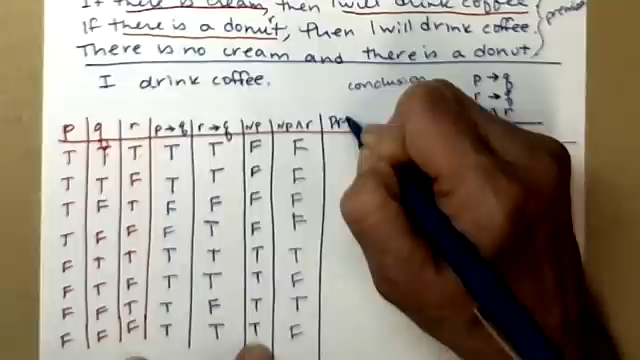 If there is cream, then I will drink coffee
If there is a donut, then I will drink coffee.
There is no cream and there is a donut.
I drink coffee.
conclusion
p → q
r → q
r
p q r p→q r→q ~p ~p∧r Pr
T T T T T F F
T T F T T F F
T F T F F F F
T F F F T F F
F T T T T T T
F T F T T T F
F F T T F T T
F F F T T T F